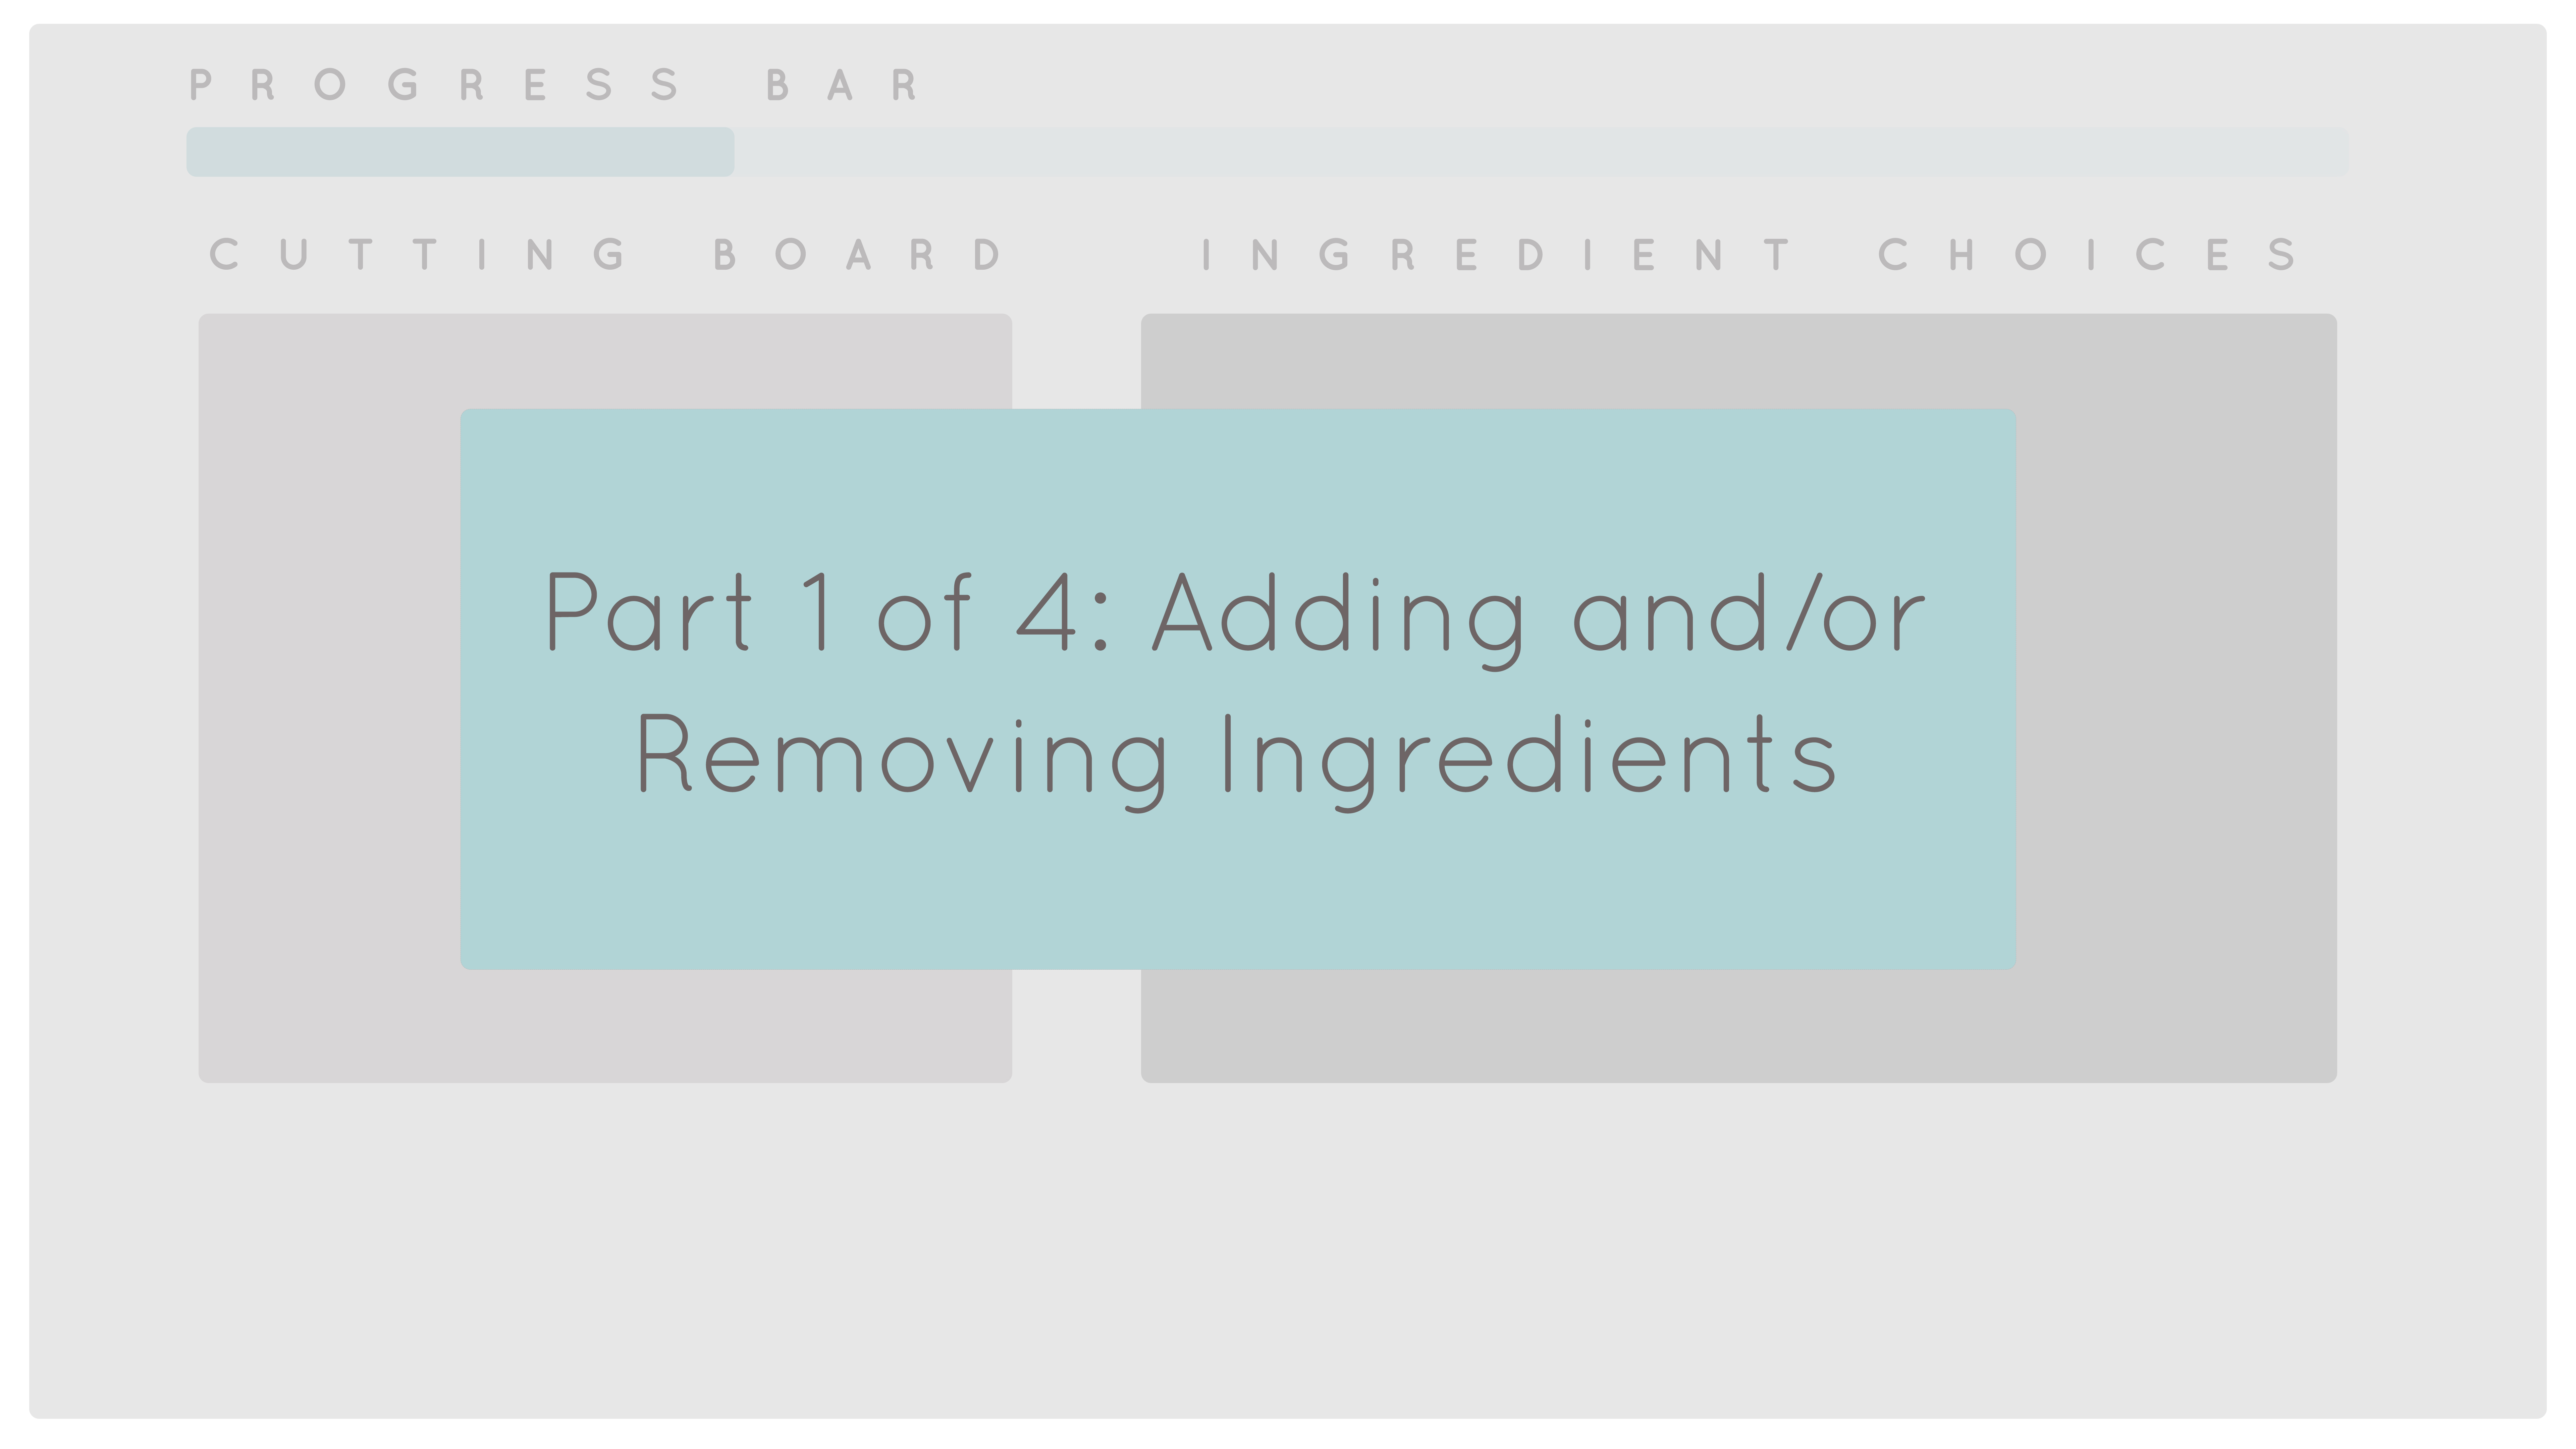 PROGRESS BAR
CUTTING BOARD
INGREDIENT CHOICES
Part 1 of 4: Adding and/or
Removing Ingredients